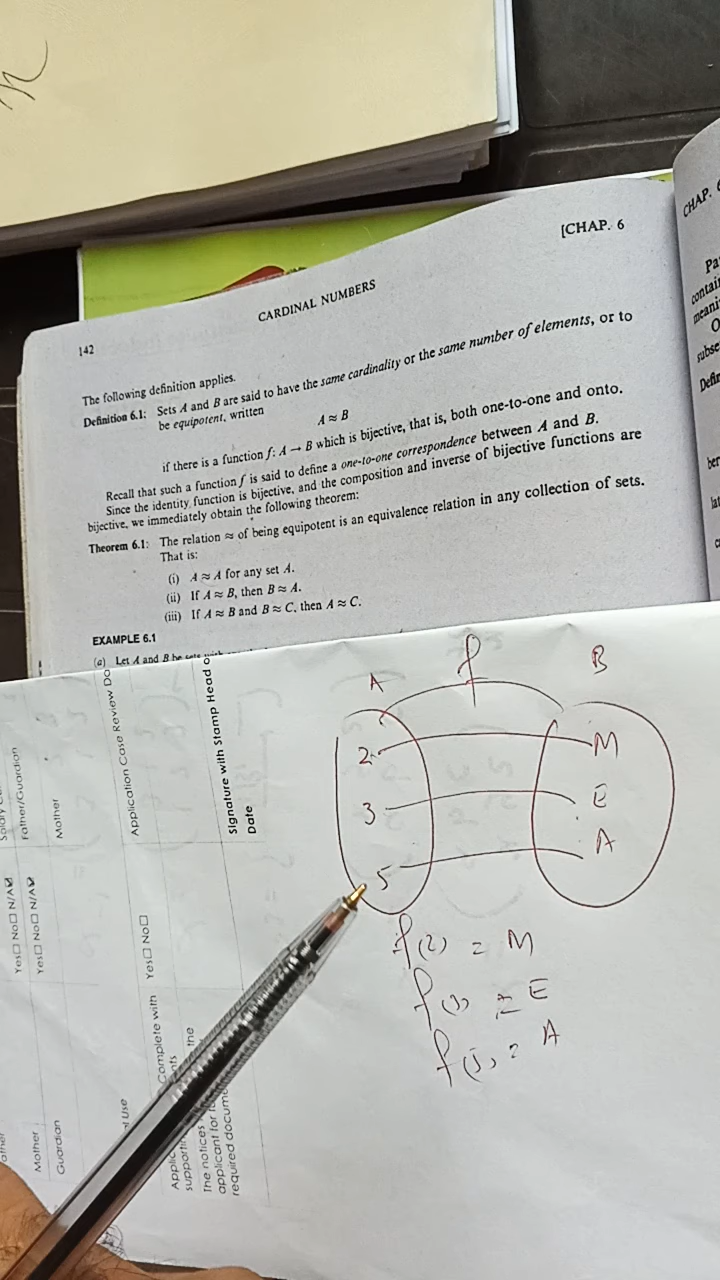 [CHAP. 6
CHAP. 6
142
CARDINAL NUMBERS
The following definition applies.
Definition 6.1: Sets A and B are said to have the same cardinality or the same number of elements, or to
be equipotent, written
A ≈ B
if there is a function f: A → B which is bijective, that is, both one-to-one and onto.
Recall that such a function f is said to define a one-to-one correspondence between A and B.
Since the identity function is bijective, and the composition and inverse of bijective functions are
bijective, we immediately obtain the following theorem:
Theorem 6.1: The relation ≈ of being equipotent is an equivalence relation in any collection of sets.
That is:
(i) A ≈ A for any set A.
(ii) If A ≈ B, then B ≈ A.
(iii) If A ≈ B and B ≈ C, then A ≈ C.
EXAMPLE 6.1
(a) Let A and B be sets
A f B
2 M
3 E
5 A
f(2) = M
f(3) = E
f(5) = A
Father/Guardian
Mother
Application Case Review
Signature with Stamp Head
Date
Yes☐ No☐ N/A☑
Yes☐ No☐ N/A☑
Yes☐ No☐
Mother
Guardian
Use
Complete with
the
The notices
applicant for
required